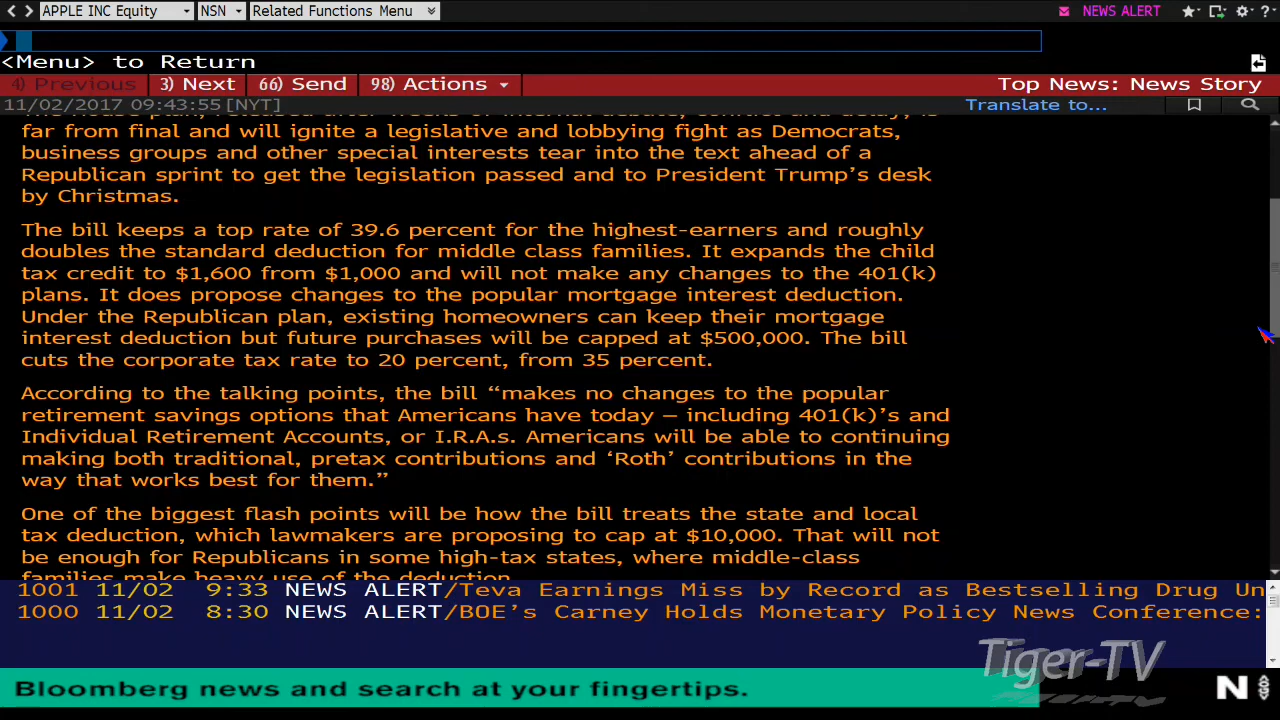 APPLE INC Equity NSN Related Functions Menu NEWS ALERT
<Menu> to Return
4) Previous 3) Next 66) Send 98) Actions Top News: News Story
11/02/2017 09:43:55 [NYT] Translate to...
far from final and will ignite a legislative and lobbying fight as Democrats,
business groups and other special interests tear into the text ahead of a
Republican sprint to get the legislation passed and to President Trump's desk
by Christmas.
The bill keeps a top rate of 39.6 percent for the highest-earners and roughly
doubles the standard deduction for middle class families. It expands the child
tax credit to $1,600 from $1,000 and will not make any changes to the 401(k)
plans. It does propose changes to the popular mortgage interest deduction.
Under the Republican plan, existing homeowners can keep their mortgage
interest deduction but future purchases will be capped at $500,000. The bill
cuts the corporate tax rate to 20 percent, from 35 percent.
According to the talking points, the bill “makes no changes to the popular
retirement savings options that Americans have today — including 401(k)’s and
Individual Retirement Accounts, or I.R.A.s. Americans will be able to continuing
making both traditional, pretax contributions and ‘Roth’ contributions in the
way that works best for them.”
One of the biggest flash points will be how the bill treats the state and local
tax deduction, which lawmakers are proposing to cap at $10,000. That will not
be enough for Republicans in some high-tax states, where middle-class
families make heavy use of the deduction.
1001 11/02 9:33 NEWS ALERT/Teva Earnings Miss by Record as Bestselling Drug Un
1000 11/02 8:30 NEWS ALERT/BOE's Carney Holds Monetary Policy News Conference:
Tiger-TV
Bloomberg news and search at your fingertips.
N